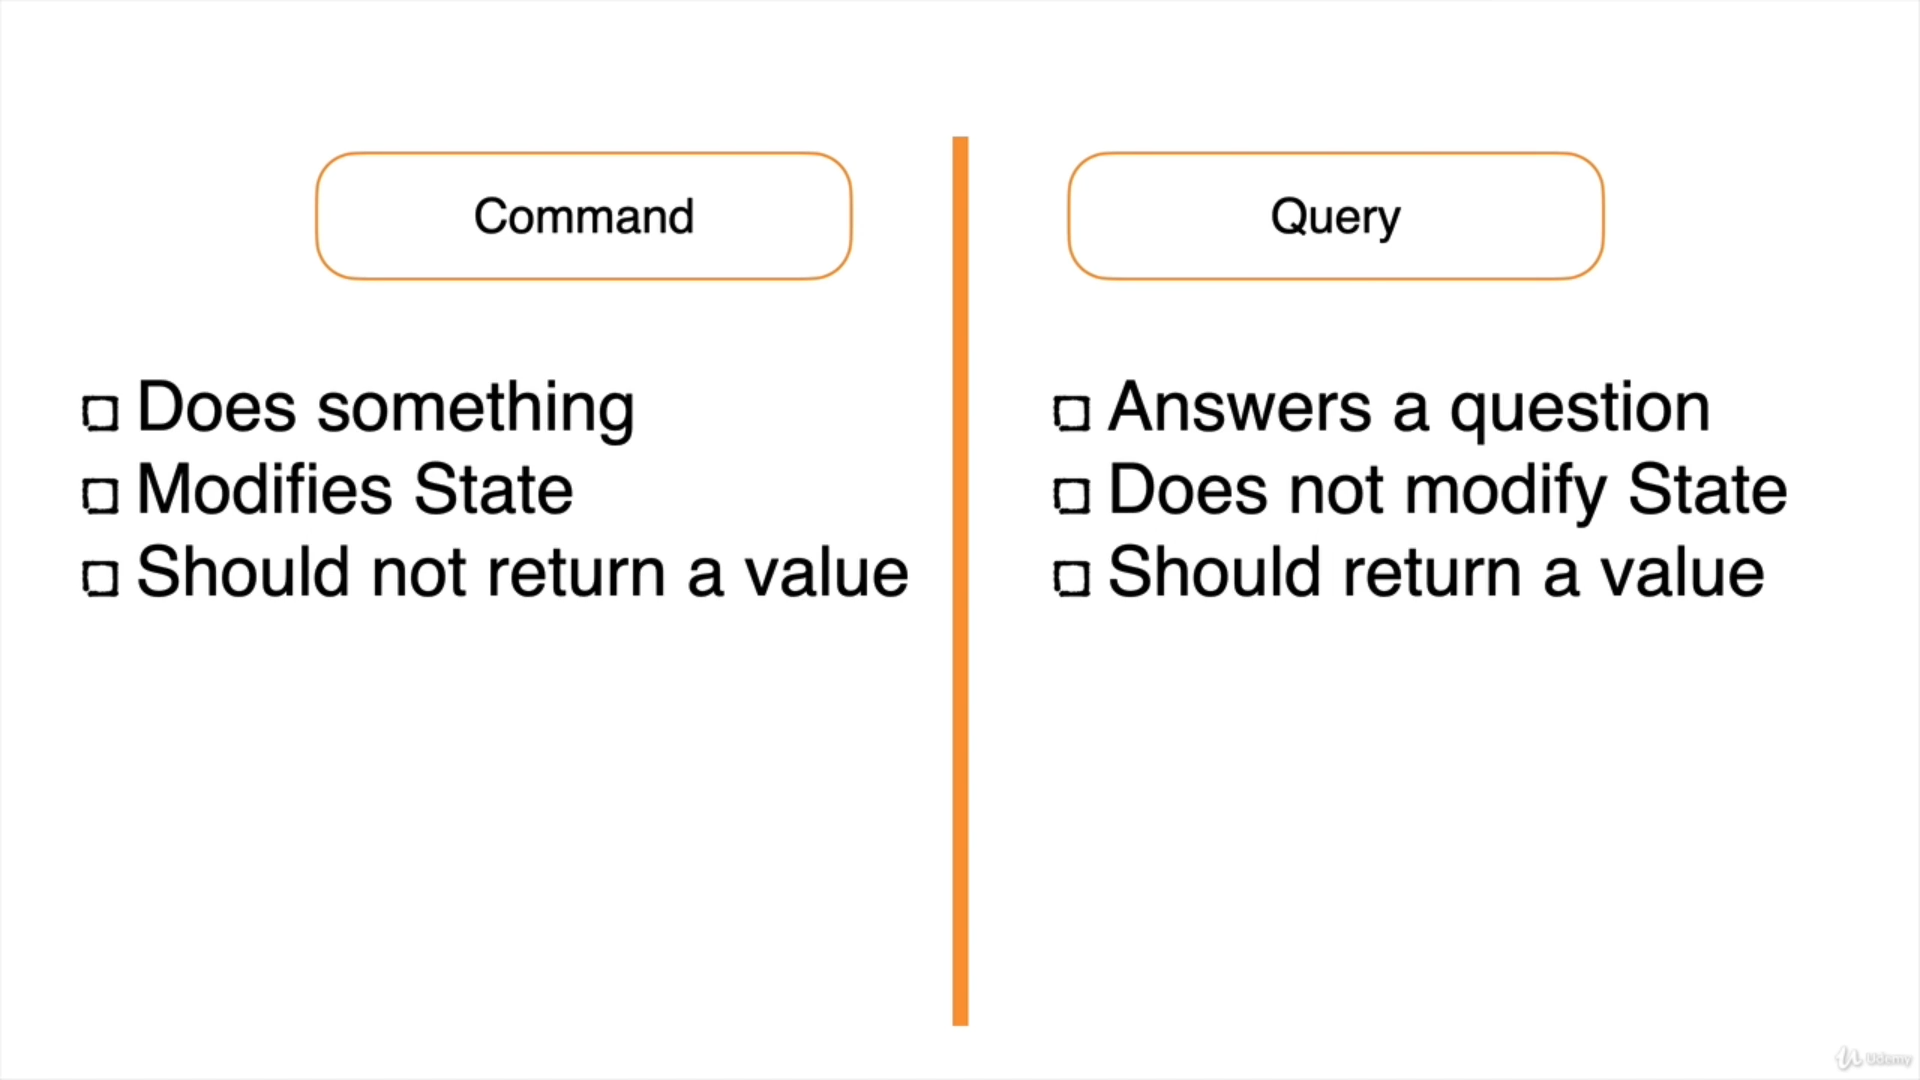 Command
Does something
Modifies State
Should not return a value
Query
Answers a question
Does not modify State
Should return a value
Udemy